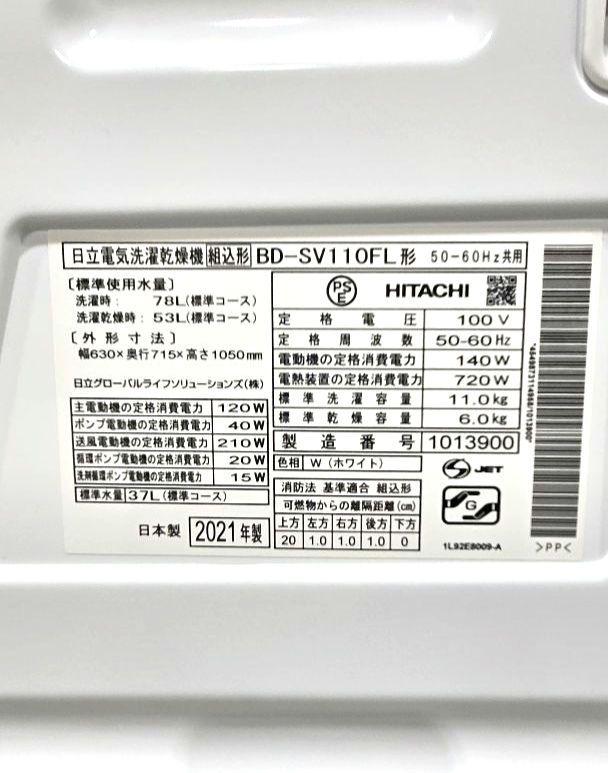 日立電気洗濯乾燥機 組込形 BD-SV110FL形 50-60Hz共用
〔標準使用水量〕
洗濯時: 78L(標準コース)
洗濯乾燥時: 53L(標準コース)
〔外形寸法〕
幅630×奥行715×高さ1050mm
日立グローバルライフソリューションズ(株)
主電動機の定格消費電力 120W
ポンプ電動機の定格消費電力 40W
送風電動機の定格消費電力 210W
循環ポンプ電動機の定格消費電力 20W
洗剤循環ポンプ電動機の定格消費電力 15W
標準水量 37L(標準コース)
日本製 2021年製
PSE HITACHI
定格電圧 100V
定格周波数 50-60Hz
電動機の定格消費電力 140W
電熱装置の定格消費電力 720W
標準洗濯容量 11.0kg
標準乾燥容量 6.0kg
製造番号 1013900
色相 W(ホワイト)
JET
消防法 基準適合 組込形
可燃物からの離隔距離(cm)
上方 左方 右方 後方 下方
20 1.0 1.0 1.0 0
G
1L92E8009-A
>PP<